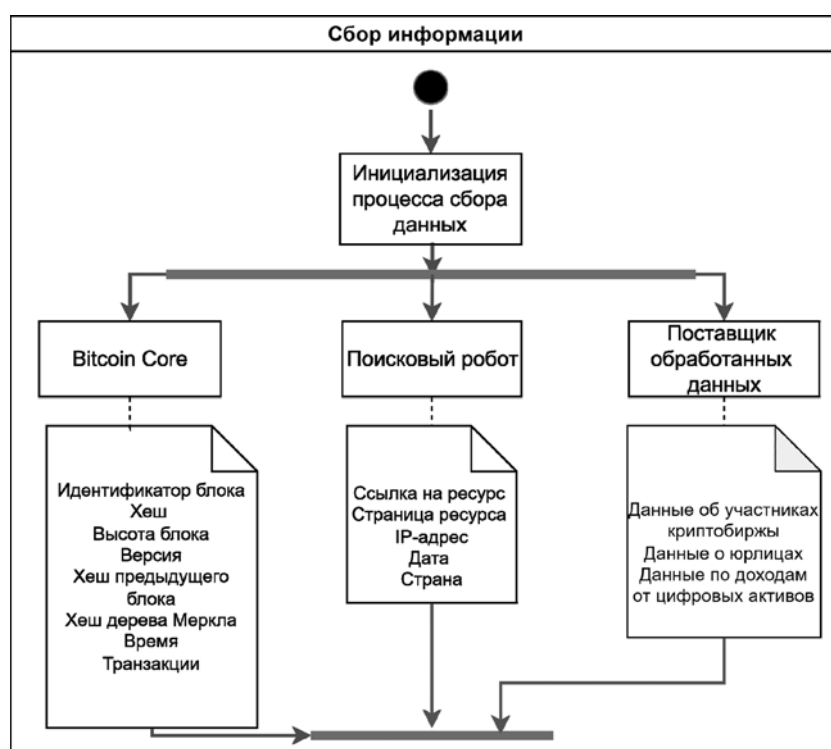 Сбор информации
Инициализация
процесса сбора
данных
Bitcoin Core
Поисковый робот
Поставщик
обработанных
данных
Идентификатор блока
Хеш
Высота блока
Версия
Хеш предыдущего
блока
Хеш дерева Меркла
Время
Транзакции
Ссылка на ресурс
Страница ресурса
IP-адрес
Дата
Страна
Данные об участниках
криптобиржы
Данные о юрлицах
Данные по доходам
от цифровых активов